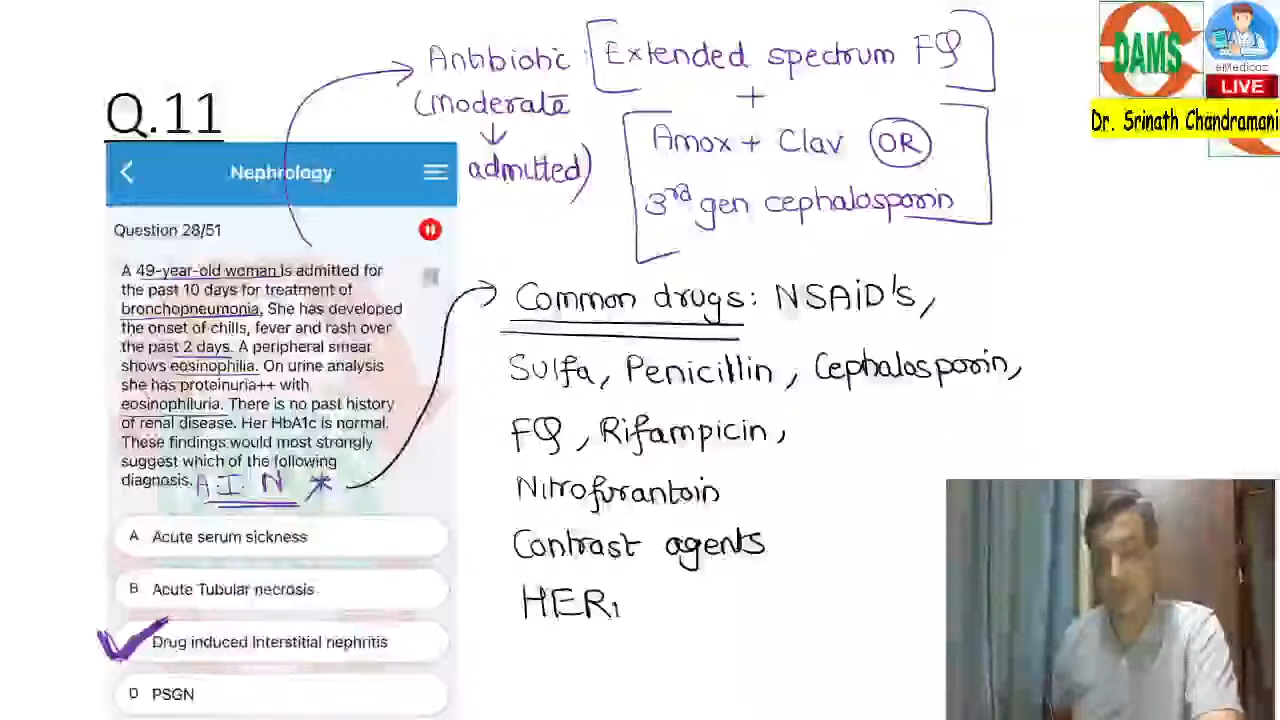 Q.11
Antibiotic : [Extended spectrum FQ]
(moderate
↓
admitted)
+
[Amox + Clav OR
3rd gen cephalosporin]
DAMS
eMedicoz
LIVE
Dr. Srinath Chandramani
Nephrology
Question 28/51
A 49-year-old woman is admitted for
the past 10 days for treatment of
bronchopneumonia, She has developed
the onset of chills, fever and rash over
the past 2 days. A peripheral smear
shows eosinophilia. On urine analysis
she has proteinuria++ with
eosinophiluria. There is no past history
of renal disease. Her HbA1c is normal.
These findings would most strongly
suggest which of the following
diagnosis.
A.I.N *
A Acute serum sickness
B Acute Tubular necrosis
Drug induced Interstitial nephritis
D PSGN
Common drugs: NSAiD's,
Sulfa, Penicillin, Cephalosporin,
FQ, Rifampicin,
Nitrofurantoin
Contrast agents
HER